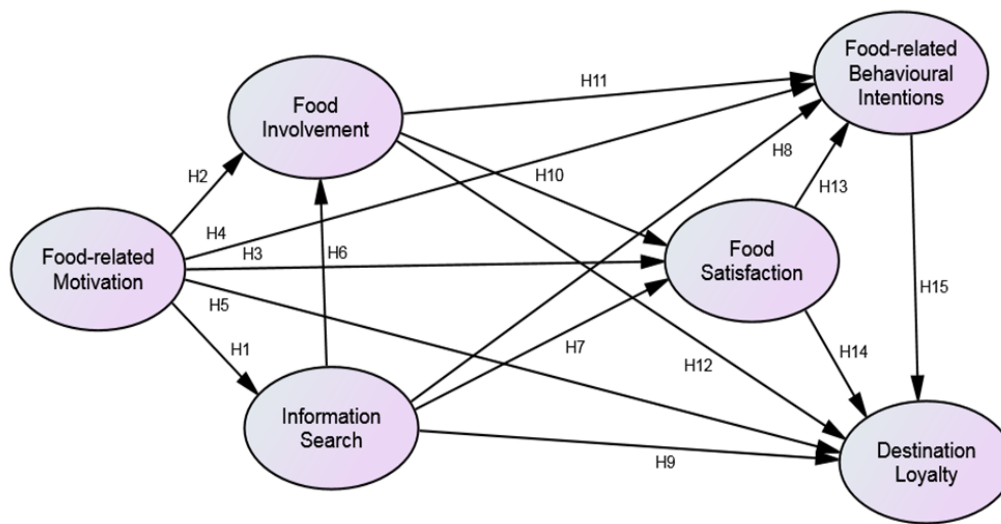 Food-related
Behavioural
Intentions
H11
Food
Involvement
H8
H2
H10
H13
H4
Food-related
Motivation
H3
H6
Food
Satisfaction
H5
H15
H1
H7
H14
H12
Information
Search
H9
Destination
Loyalty